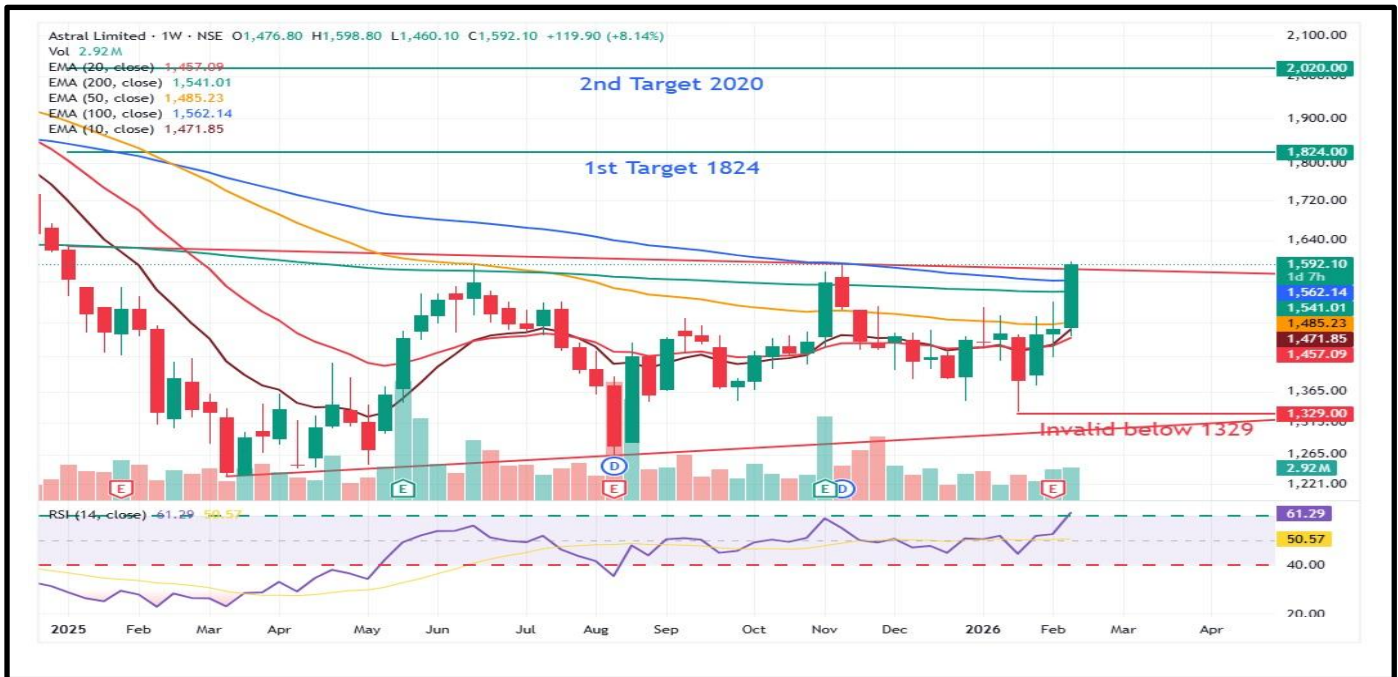 Astral Limited · 1W · NSE O1,476.80 H1,598.80 L1,460.10 C1,592.10 +119.90 (+8.14%)
Vol 2.92M
EMA (20, close) 1,457.09
EMA (200, close) 1,541.01
EMA (50, close) 1,485.23
EMA (100, close) 1,562.14
EMA (10, close) 1,471.85
2nd Target 2020
1st Target 1824
Invalid below 1329
2,100.00
2,020.00
1,900.00
1,824.00
1,800.00
1,720.00
1,640.00
1,592.10
1d 7h
1,562.14
1,541.01
1,485.23
1,471.85
1,457.09
1,365.00
1,329.00
1,265.00
2.92M
1,221.00
E
D
E
E
D
E
RSI (14, close) 61.29 50.57
61.29
50.57
40.00
20.00
2025 Feb Mar Apr May Jun Jul Aug Sep Oct Nov Dec 2026 Feb Mar Apr